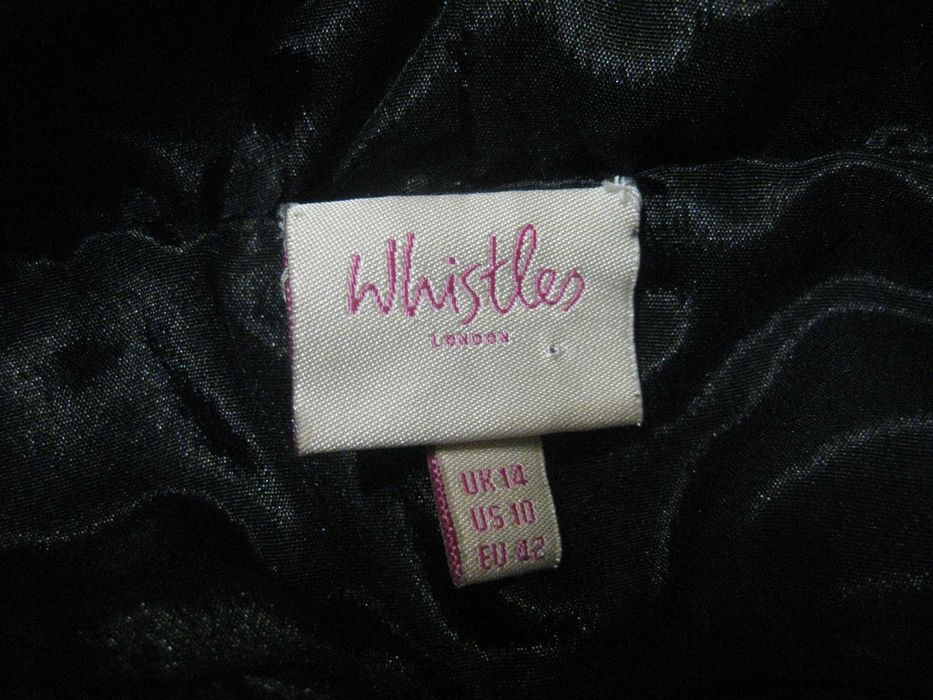 Whistles
LONDON
UK 14
US 10
EU 42